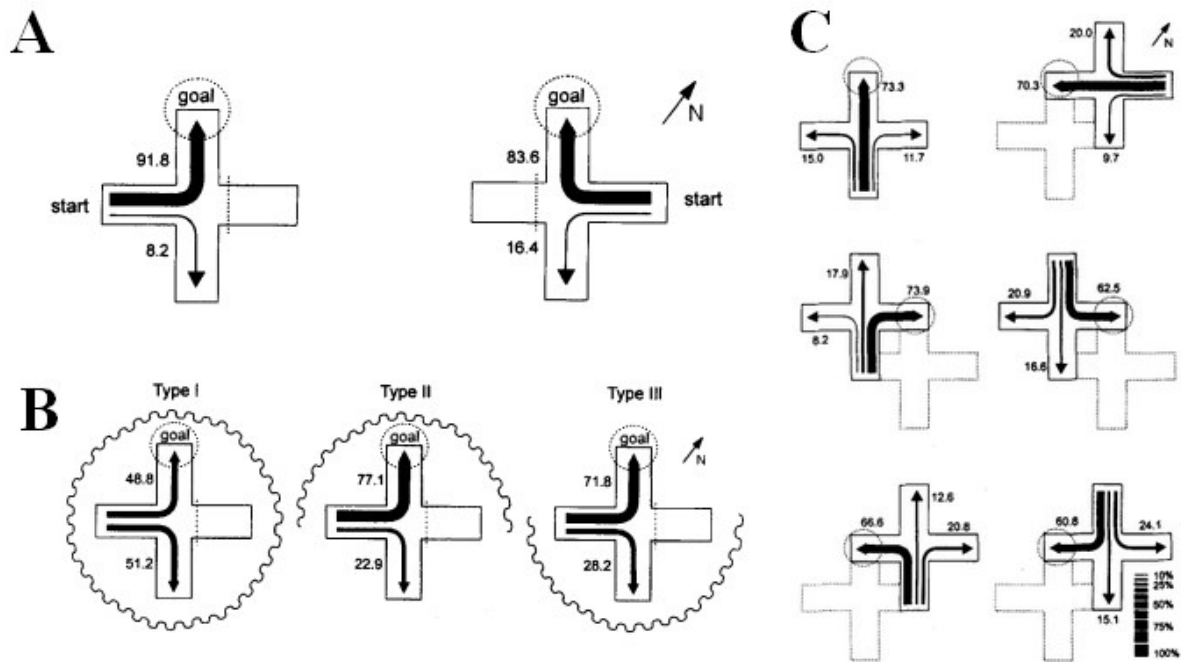 A
goal
91.8
start
8.2
goal
N
83.6
start
16.4
B
Type I
goal
48.8
51.2
Type II
goal
77.1
22.9
Type III
goal
N
71.8
28.2
C
73.3
15.0
11.7
20.0
N
70.3
9.7
17.9
73.9
8.2
20.9
62.5
16.6
12.6
66.6
20.8
60.8
24.1
15.1
10%
25%
50%
75%
100%